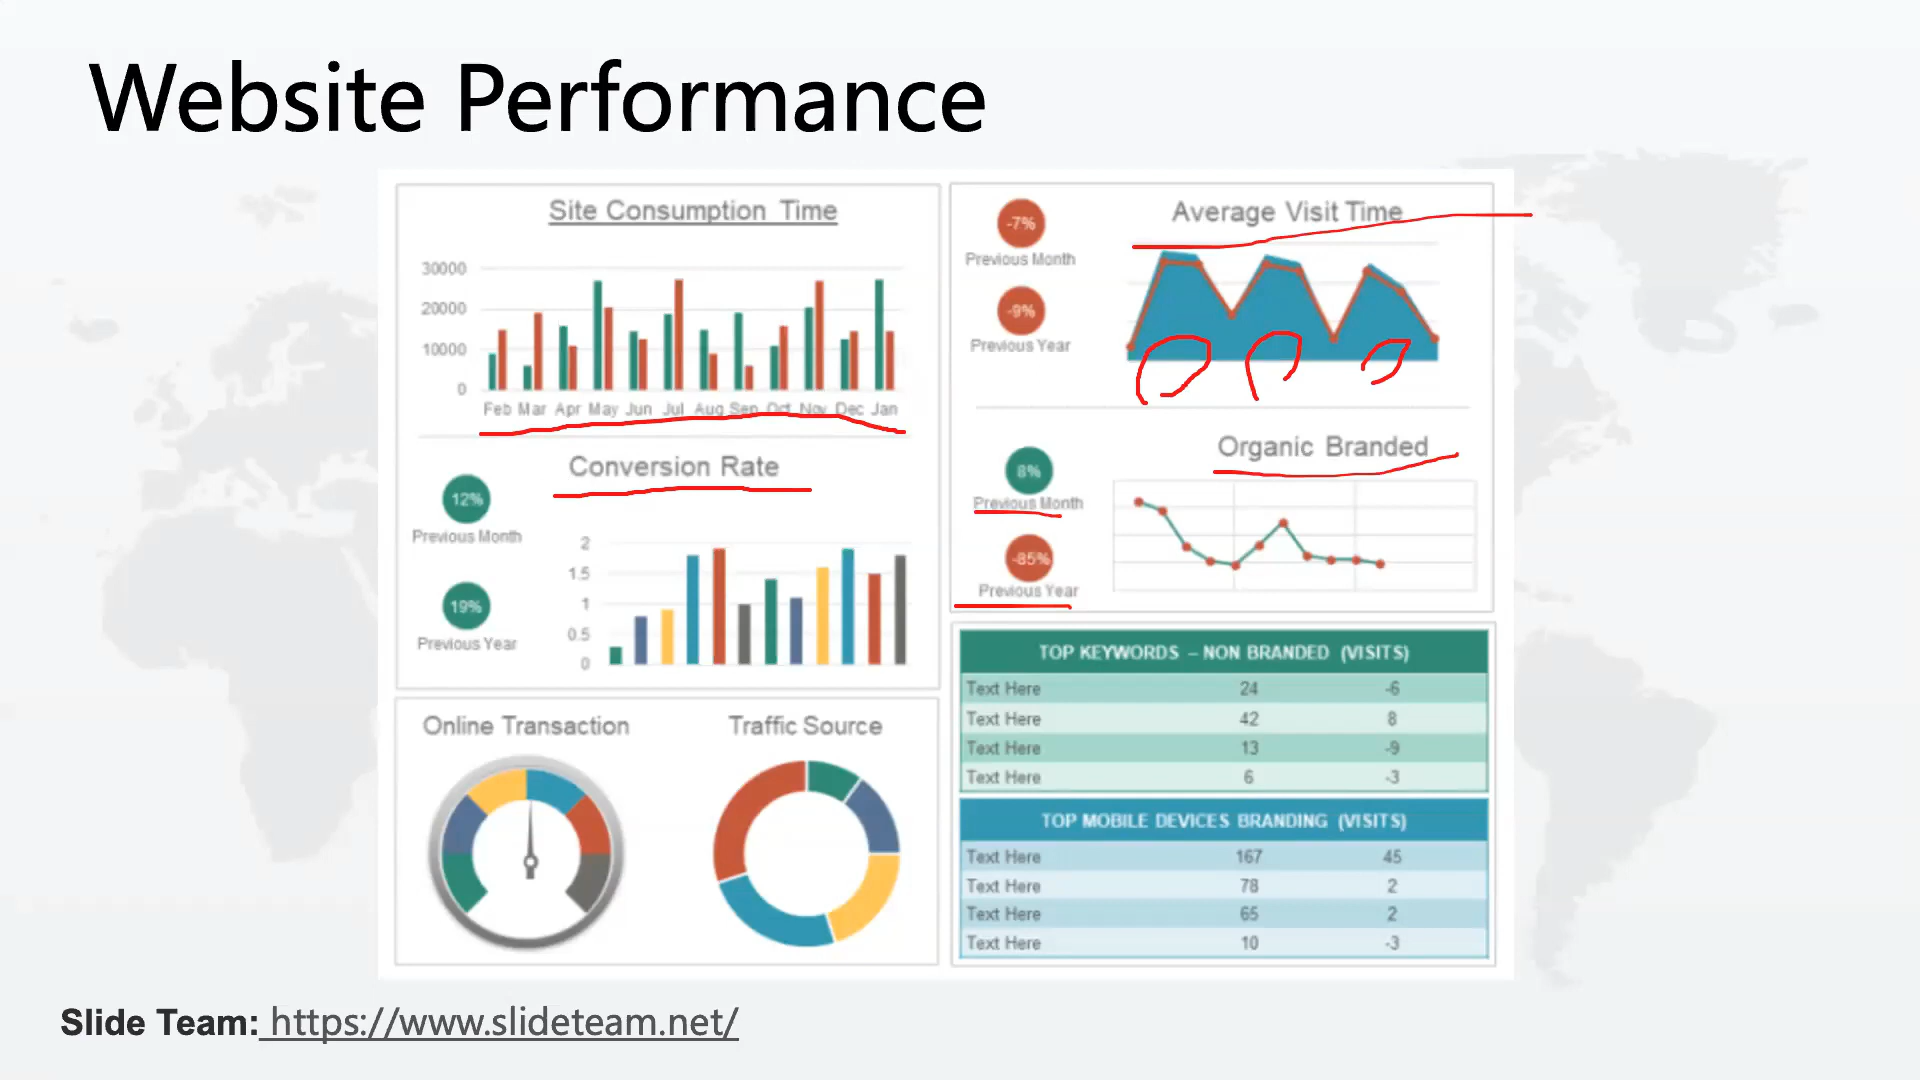 Website Performance
Site Consumption Time
30000
20000
10000
0
Feb Mar Apr May Jun Jul Aug Sep Oct Nov Dec Jan
Conversion Rate
12%
Previous Month
19%
Previous Year
2
1.5
1
0.5
0
Online Transaction
Traffic Source
-7%
Previous Month
-9%
Previous Year
Average Visit Time
Organic Branded
8%
Previous Month
-85%
Previous Year
TOP KEYWORDS – NON BRANDED (VISITS)
Text Here 24 -6
Text Here 42 8
Text Here 13 -9
Text Here 6 -3
TOP MOBILE DEVICES BRANDING (VISITS)
Text Here 167 45
Text Here 78 2
Text Here 65 2
Text Here 10 -3
Slide Team: https://www.slideteam.net/